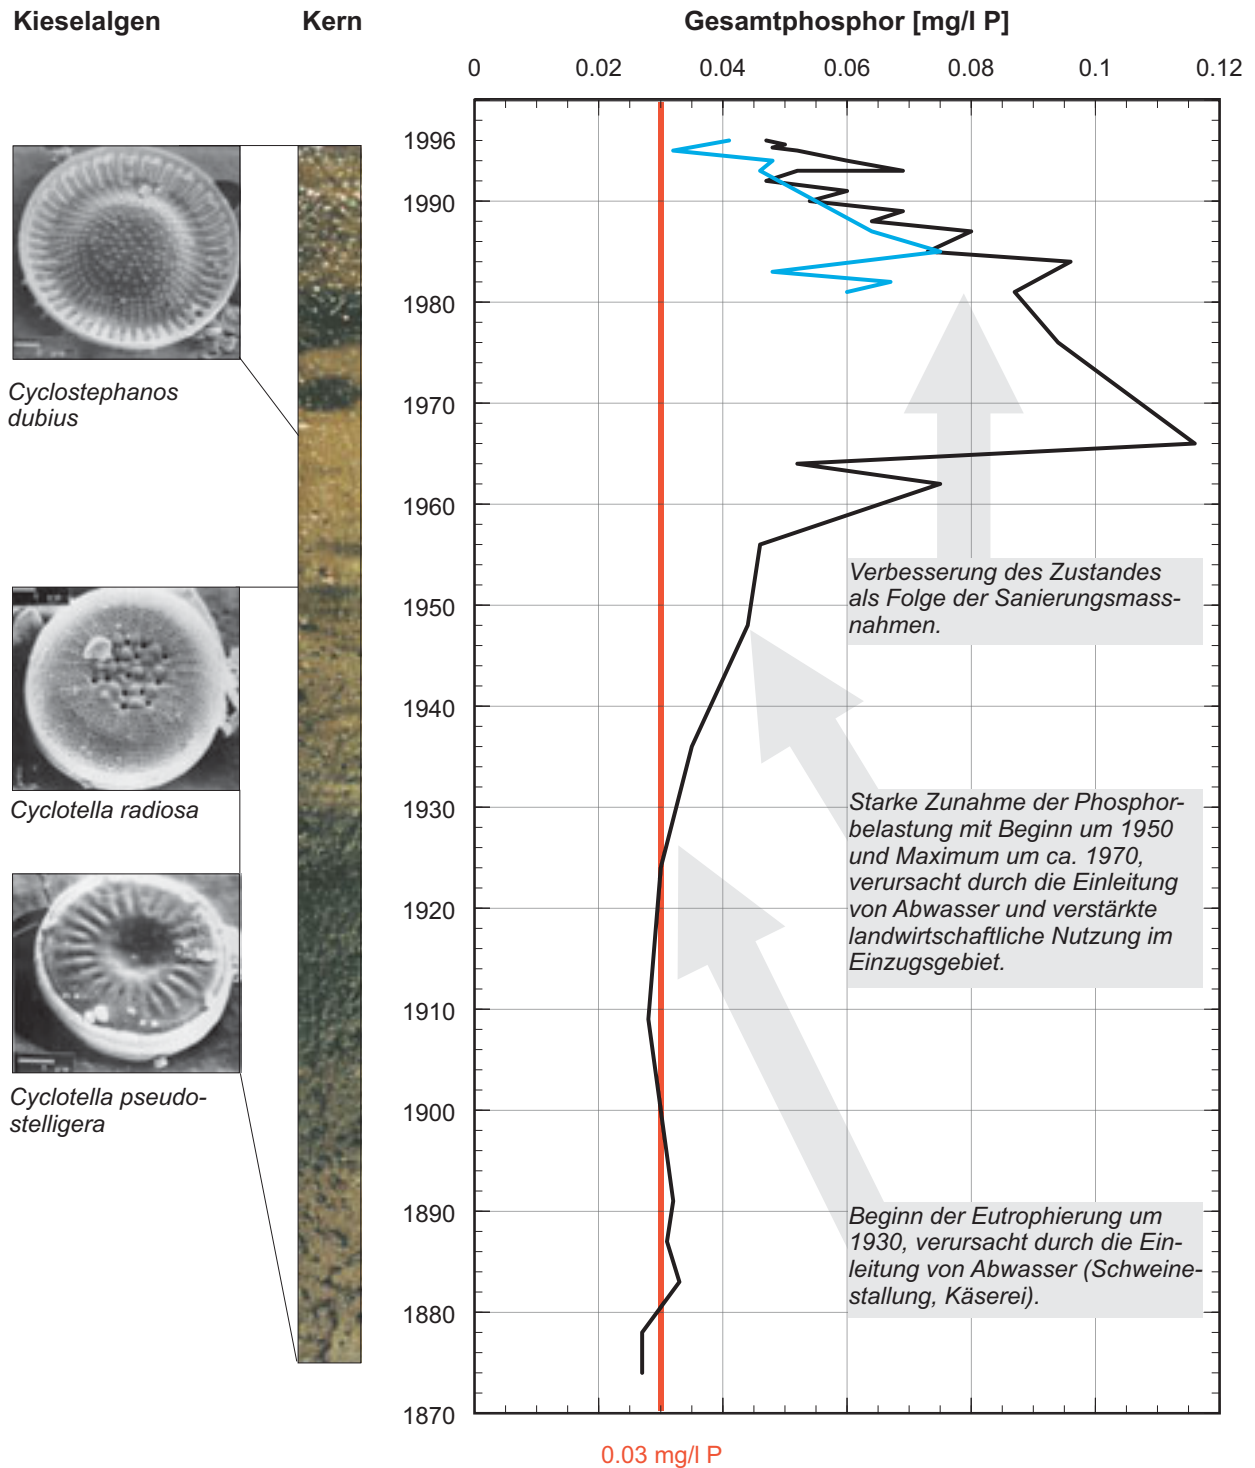 Kieselalgen
Kern
Gesamtphosphor [mg/l P]
0 0.02 0.04 0.06 0.08 0.1 0.12
1996
1990
1980
1970
1960
1950
1940
1930
1920
1910
1900
1890
1880
1870
Cyclostephanos
dubius
Cyclotella radiosa
Cyclotella pseudo-
stelligera
Verbesserung des Zustandes
als Folge der Sanierungsmass-
nahmen.
Starke Zunahme der Phosphor-
belastung mit Beginn um 1950
und Maximum um ca. 1970,
verursacht durch die Einleitung
von Abwasser und verstärkte
landwirtschaftliche Nutzung im
Einzugsgebiet.
Beginn der Eutrophierung um
1930, verursacht durch die Ein-
leitung von Abwasser (Schweine-
stallung, Käserei).
0.03 mg/l P